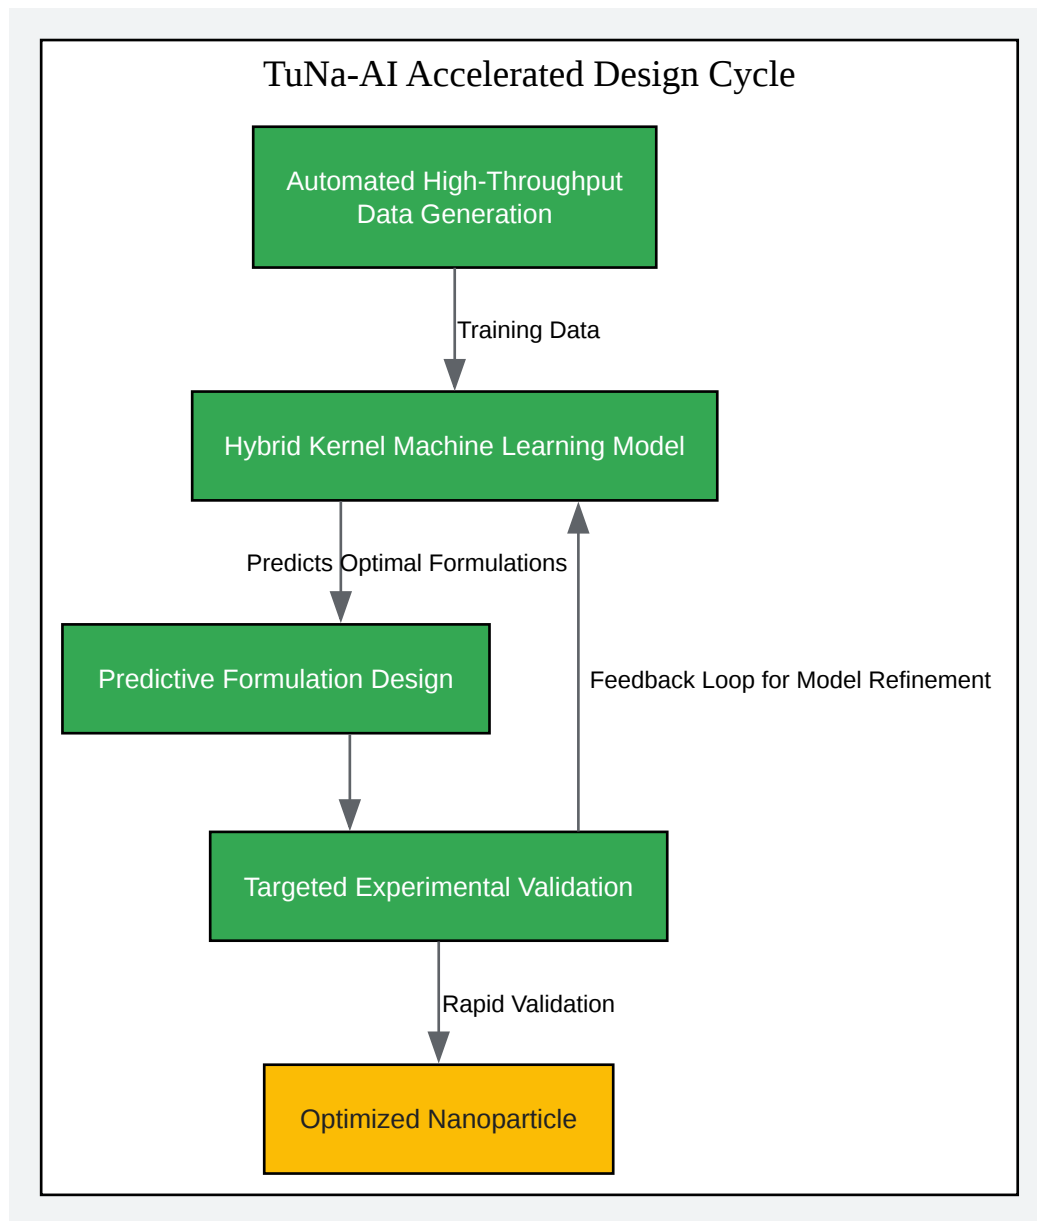 TuNa-AI Accelerated Design Cycle
Automated High-Throughput
Data Generation
Training Data
Hybrid Kernel Machine Learning Model
Predicts Optimal Formulations
Predictive Formulation Design
Feedback Loop for Model Refinement
Targeted Experimental Validation
Rapid Validation
Optimized Nanoparticle